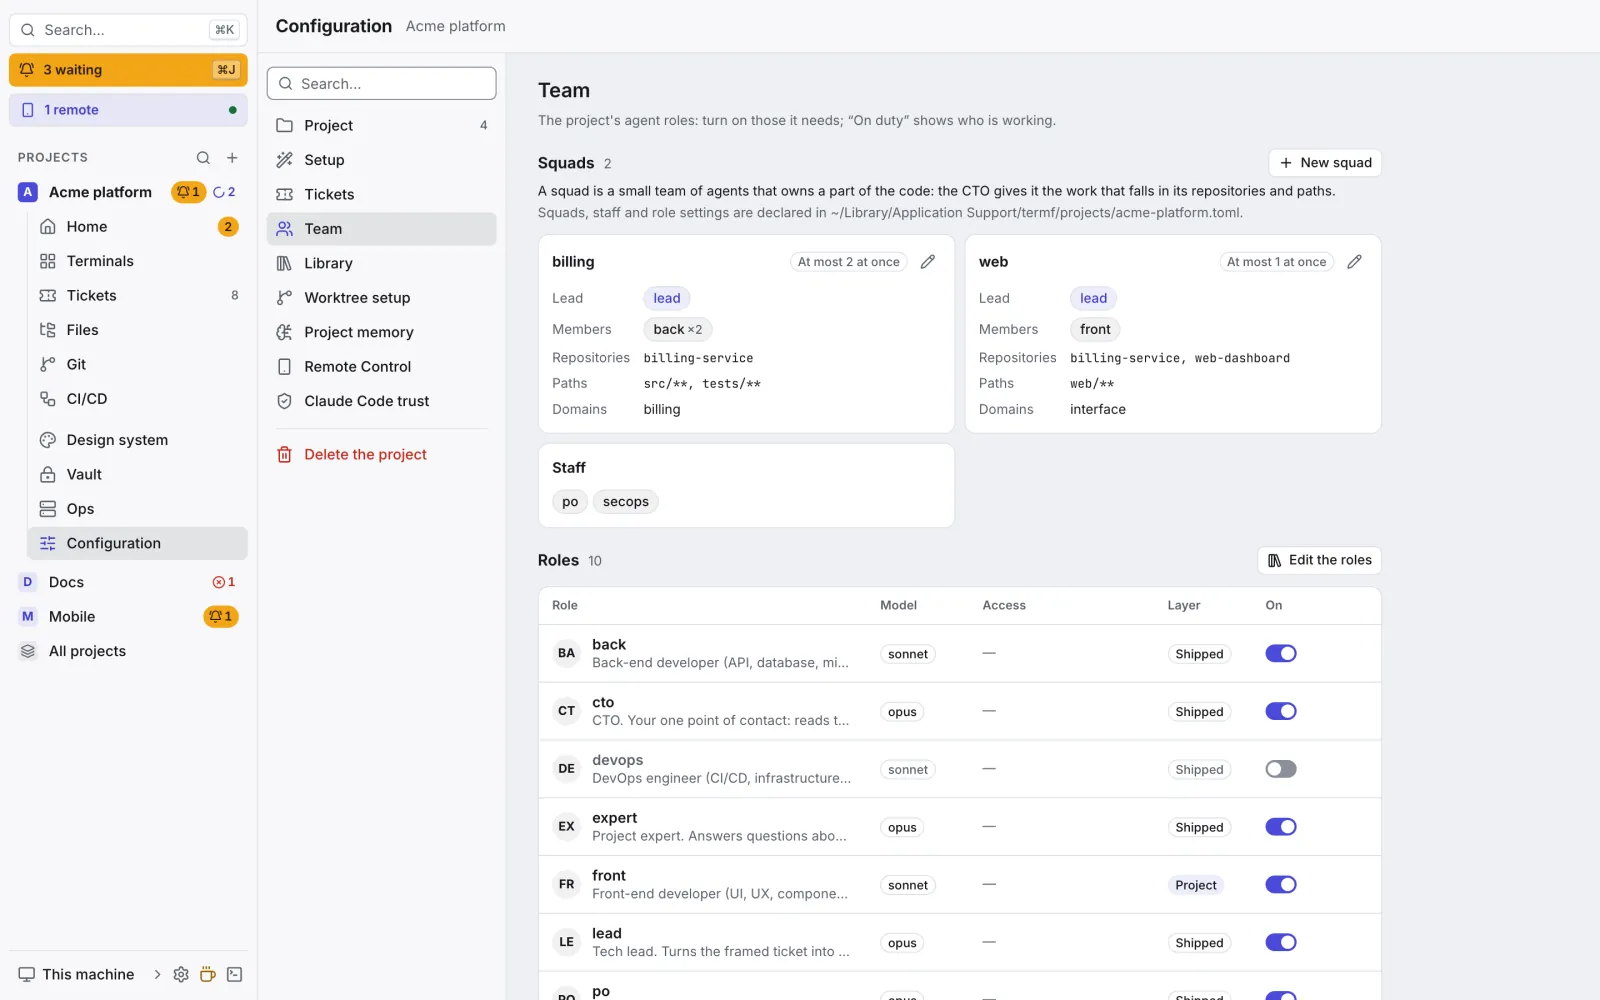 Search...
⌘K
3 waiting
⌘J
1 remote
PROJECTS
A
Acme platform
1
2
Home
2
Terminals
Tickets
8
Files
Git
CI/CD
Design system
Vault
Ops
Configuration
D
Docs
1
M
Mobile
1
All projects
This machine
Configuration
Acme platform
Search...
Project
4
Setup
Tickets
Team
Library
Worktree setup
Project memory
Remote Control
Claude Code trust
Delete the project
Team
The project's agent roles: turn on those it needs; “On duty” shows who is working.
Squads 2
New squad
A squad is a small team of agents that owns a part of the code: the CTO gives it the work that falls in its repositories and paths.
Squads, staff and role settings are declared in ~/Library/Application Support/termf/projects/acme-platform.toml.
billing
At most 2 at once
Lead
lead
Members
back ×2
Repositories
billing-service
Paths
src/**, tests/**
Domains
billing
web
At most 1 at once
Lead
lead
Members
front
Repositories
billing-service, web-dashboard
Paths
web/**
Domains
interface
Staff
po
secops
Roles 10
Edit the roles
Role
Model
Access
Layer
On
BA
back
Back-end developer (API, database, mi...
sonnet
—
Shipped
CT
cto
CTO. Your one point of contact: reads t...
opus
—
Shipped
DE
devops
DevOps engineer (CI/CD, infrastructure...
sonnet
—
Shipped
EX
expert
Project expert. Answers questions abo...
opus
—
Shipped
FR
front
Front-end developer (UI, UX, compone...
sonnet
—
Project
LE
lead
Tech lead. Turns the framed ticket into ...
opus
—
Shipped
PO
po
opus
—
Shipped